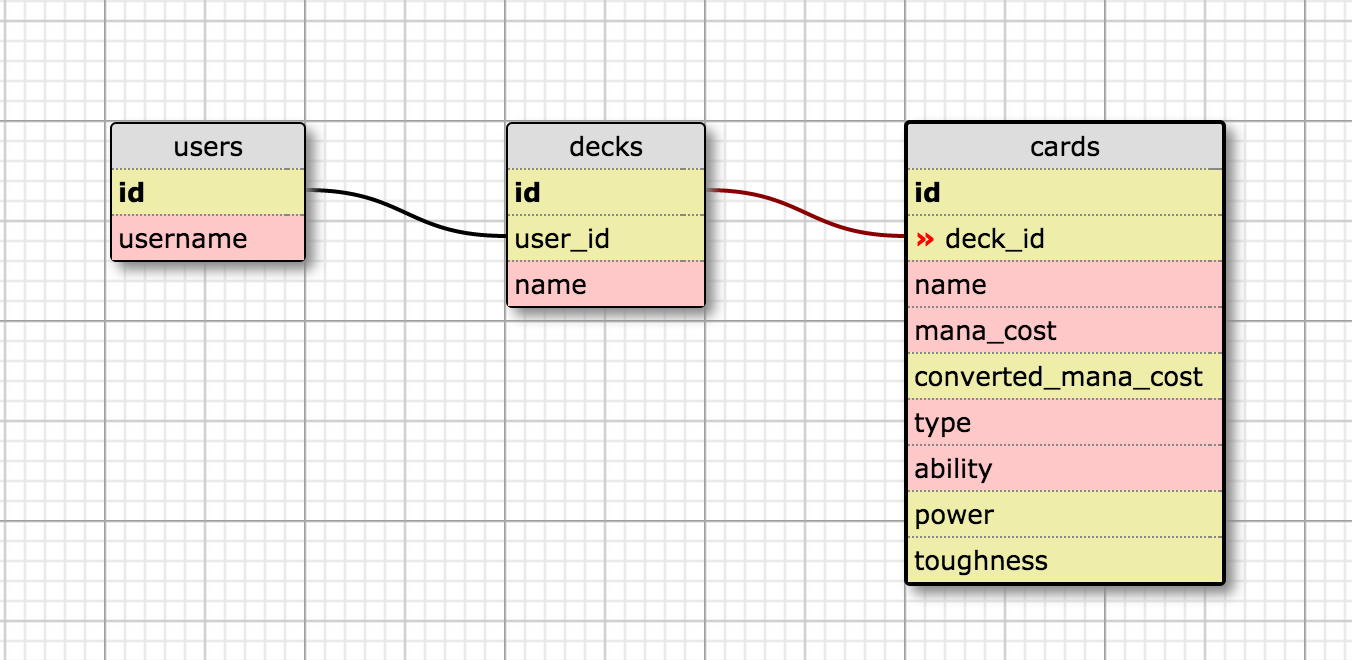 users
id
username
decks
id
user_id
name
cards
id
» deck_id
name
mana_cost
converted_mana_cost
type
ability
power
toughness